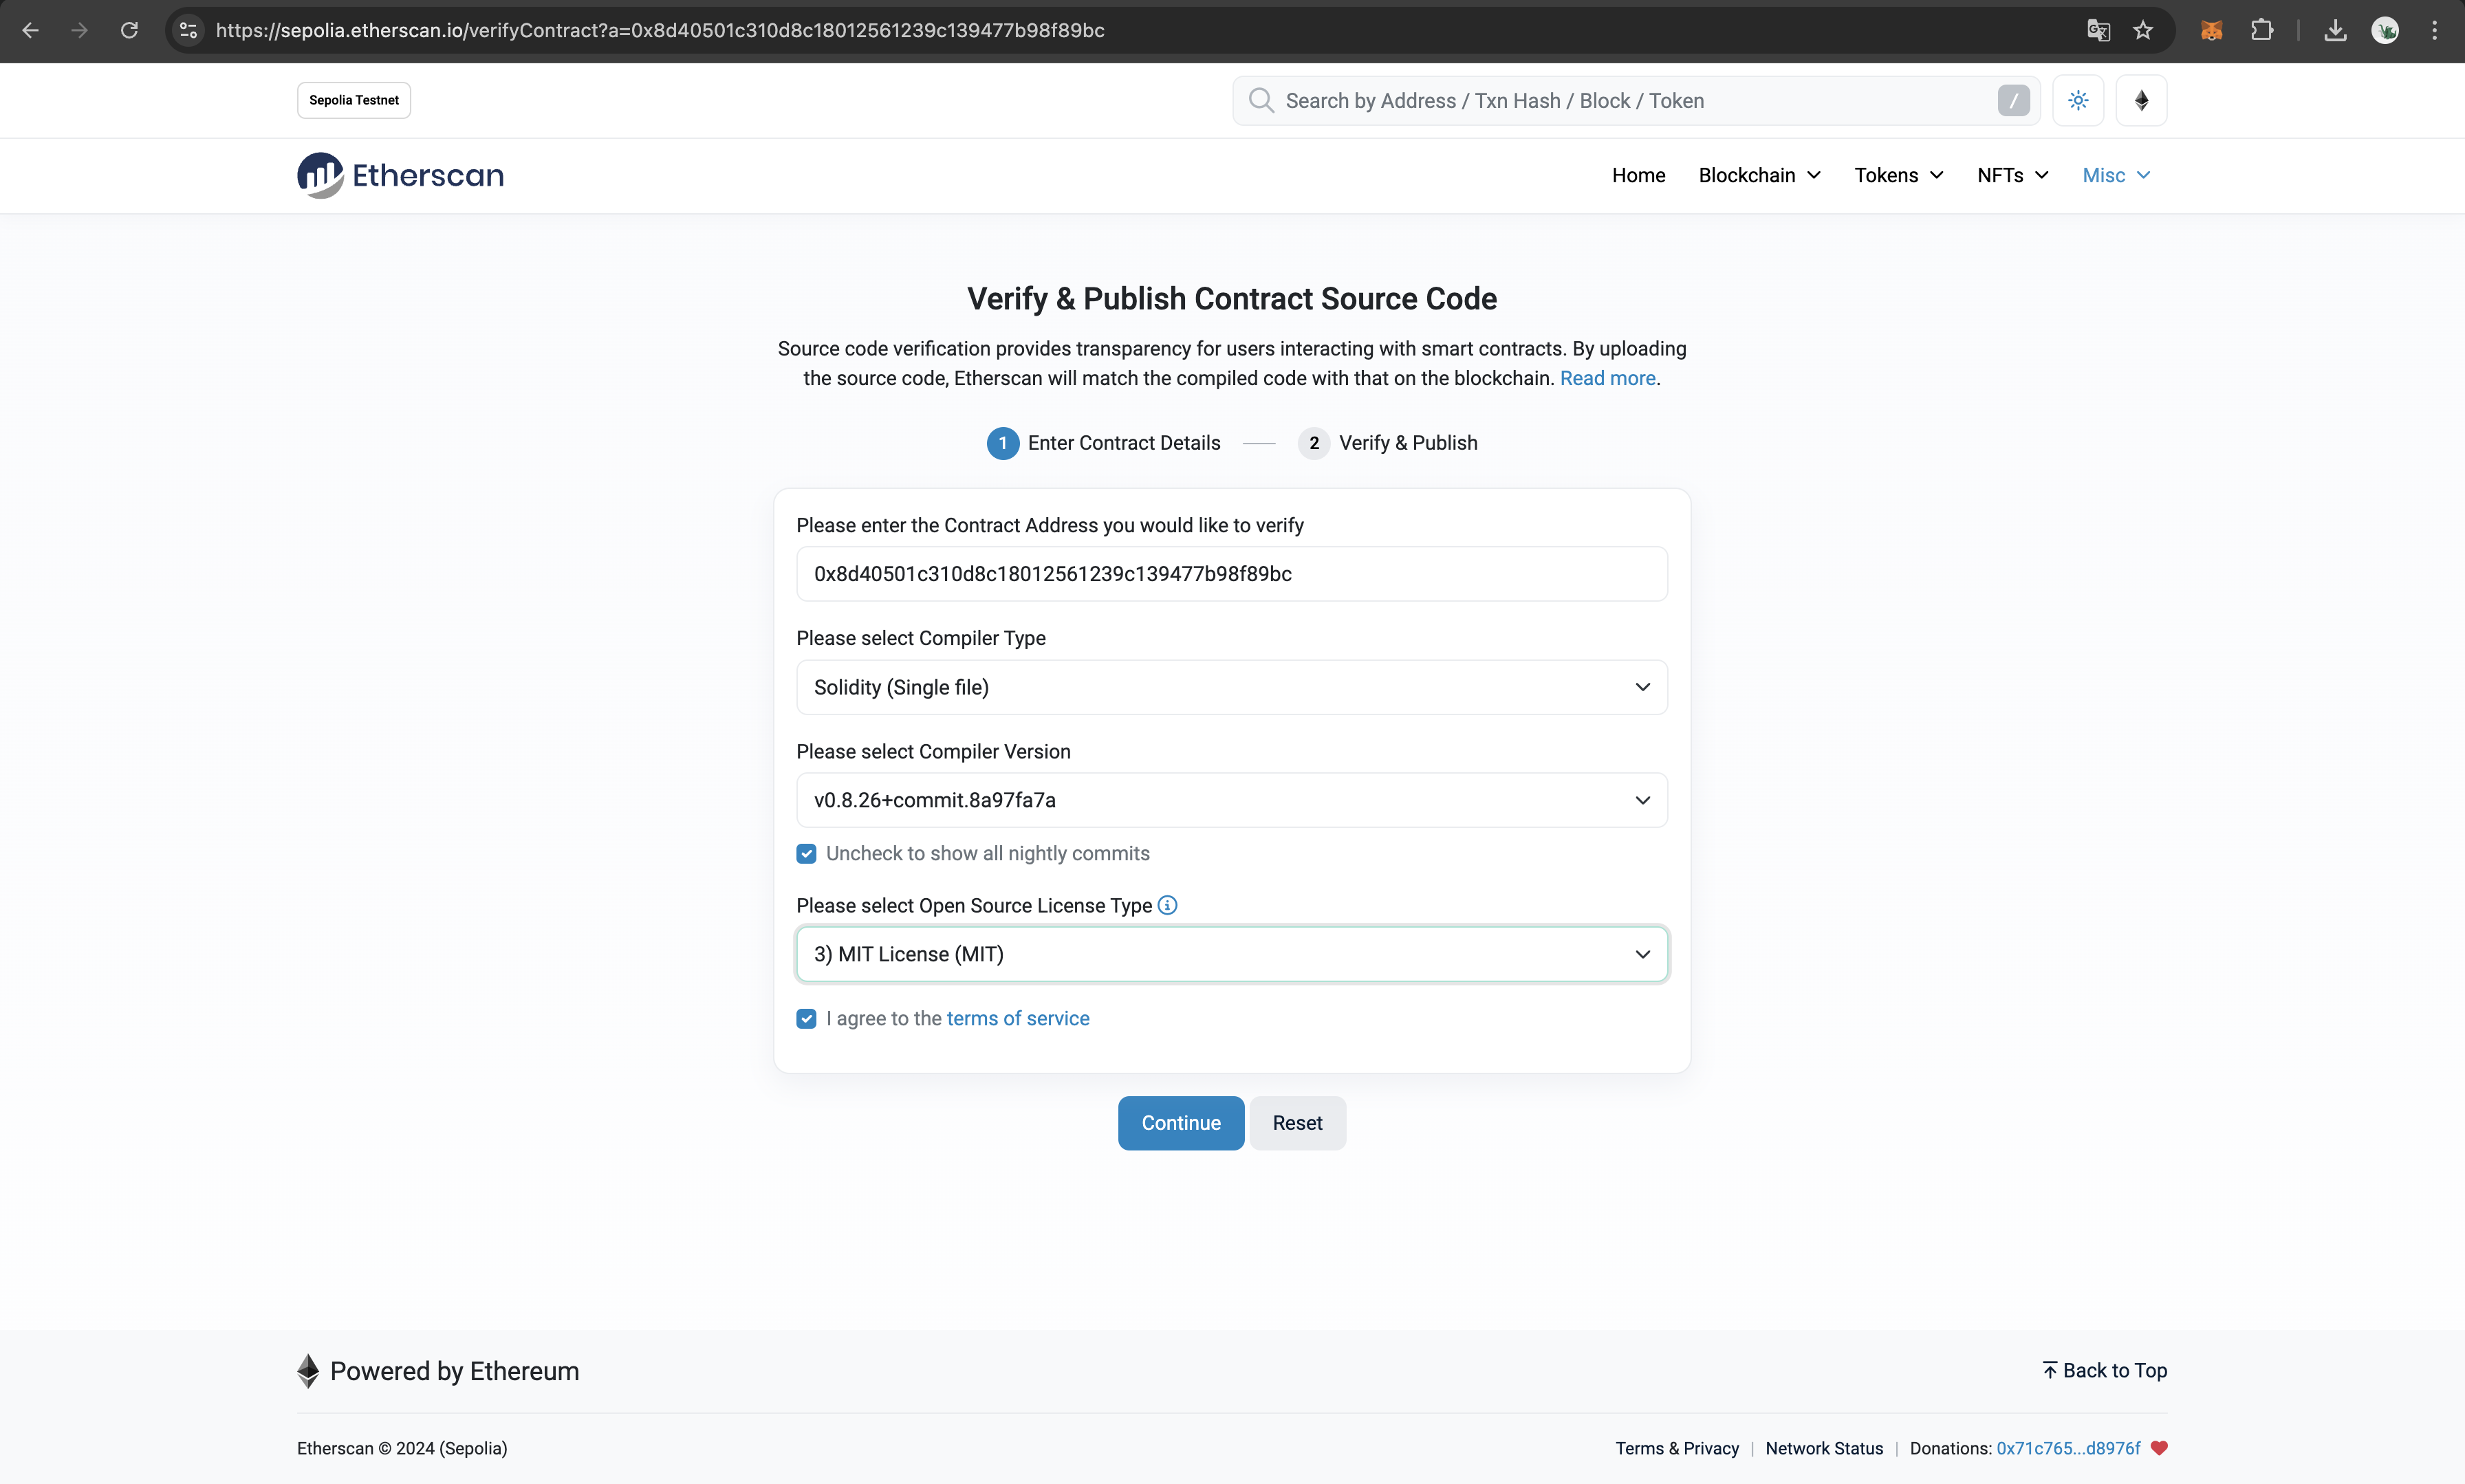 https://sepolia.etherscan.io/verifyContract?a=0x8d40501c310d8c18012561239c139477b98f89bc
Sepolia Testnet
Search by Address / Txn Hash / Block / Token
/
Etherscan
Home Blockchain Tokens NFTs Misc
Verify & Publish Contract Source Code
Source code verification provides transparency for users interacting with smart contracts. By uploading
the source code, Etherscan will match the compiled code with that on the blockchain. Read more.
1 Enter Contract Details 2 Verify & Publish
Please enter the Contract Address you would like to verify
0x8d40501c310d8c18012561239c139477b98f89bc
Please select Compiler Type
Solidity (Single file)
Please select Compiler Version
v0.8.26+commit.8a97fa7a
Uncheck to show all nightly commits
Please select Open Source License Type
3) MIT License (MIT)
I agree to the terms of service
Continue Reset
Powered by Ethereum
Back to Top
Etherscan © 2024 (Sepolia)
Terms & Privacy | Network Status | Donations: 0x71c765...d8976f